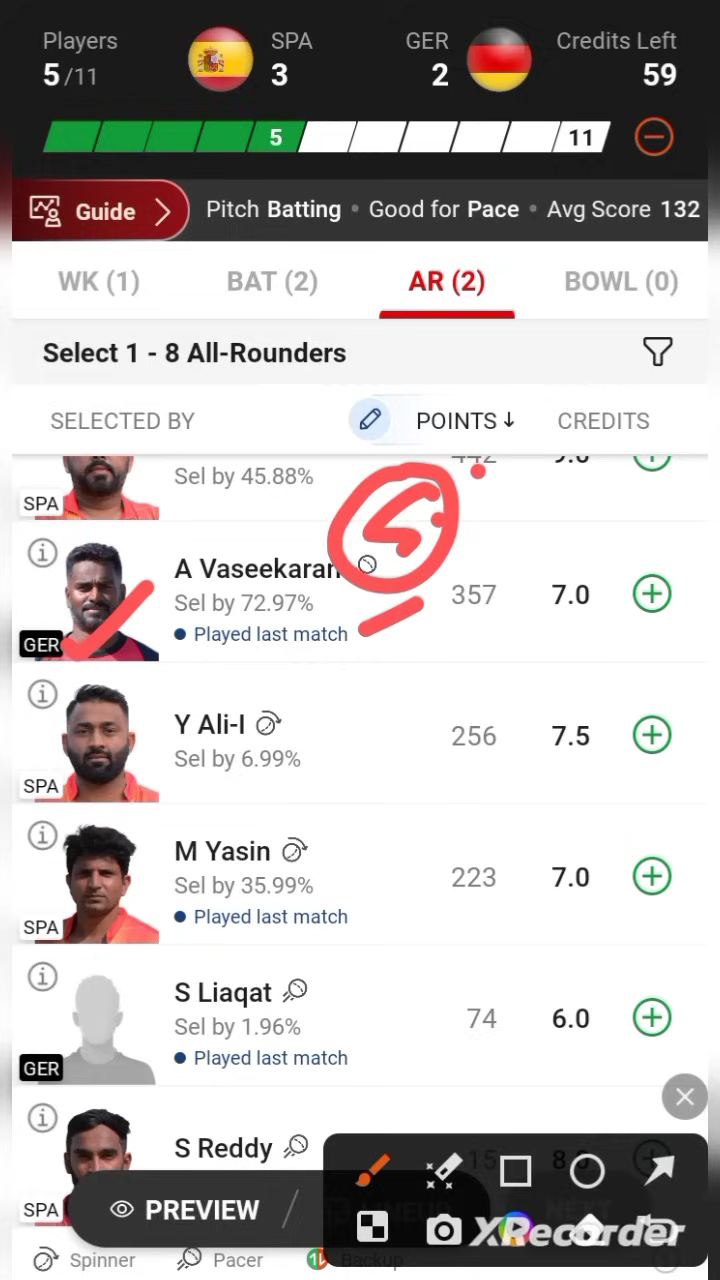 Players SPA GER Credits Left
5/11 3 2 59
5 11
Guide Pitch Batting • Good for Pace • Avg Score 132
WK (1) BAT (2) AR (2) BOWL (0)
Select 1 - 8 All-Rounders
SELECTED BY POINTS↓ CREDITS
Sel by 45.88%
SPA
A Vaseekaran
Sel by 72.97% 357 7.0
• Played last match
GER
Y Ali-I
Sel by 6.99% 256 7.5
SPA
M Yasin
Sel by 35.99% 223 7.0
• Played last match
SPA
S Liaqat
Sel by 1.96% 74 6.0
• Played last match
GER
S Reddy
SPA
PREVIEW
XRecorder
Spinner Pacer Backup